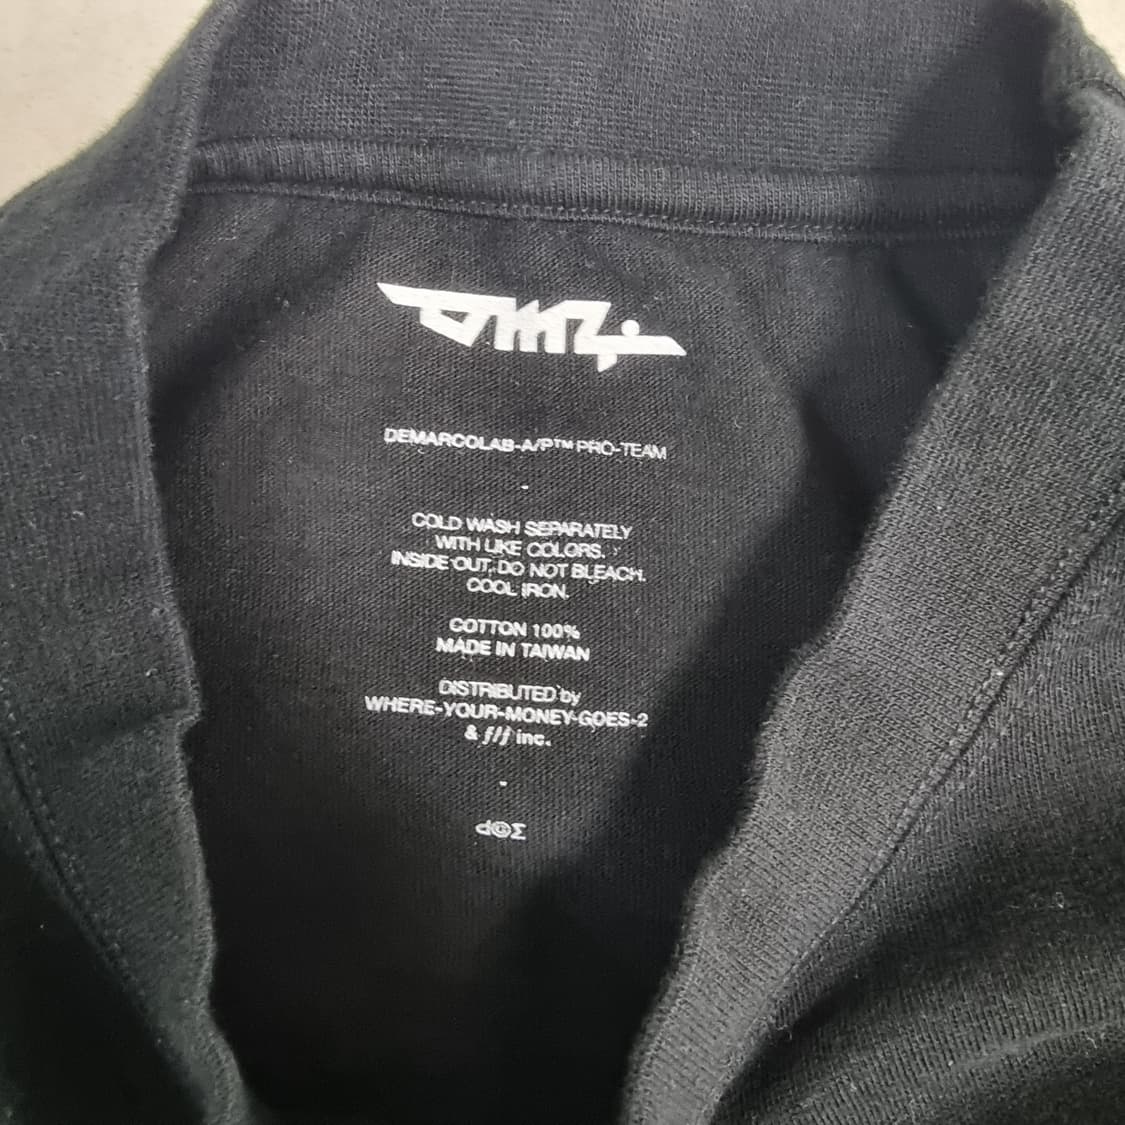 DEMARCOLAB-A/P™ PRO-TEAM
-
COLD WASH SEPARATELY
WITH LIKE COLORS.
INSIDE OUT, DO NOT BLEACH.
COOL IRON.
COTTON 100%
MADE IN TAIWAN
DISTRIBUTED by
WHERE-YOUR-MONEY-GOES-2
& f/f inc.
-